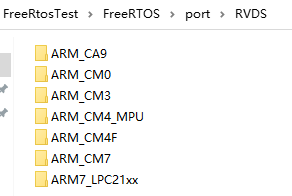 FreeRtosTest > FreeRTOS > port > RVDS
ARM_CA9
ARM_CM0
ARM_CM3
ARM_CM4_MPU
ARM_CM4F
ARM_CM7
ARM7_LPC21xx